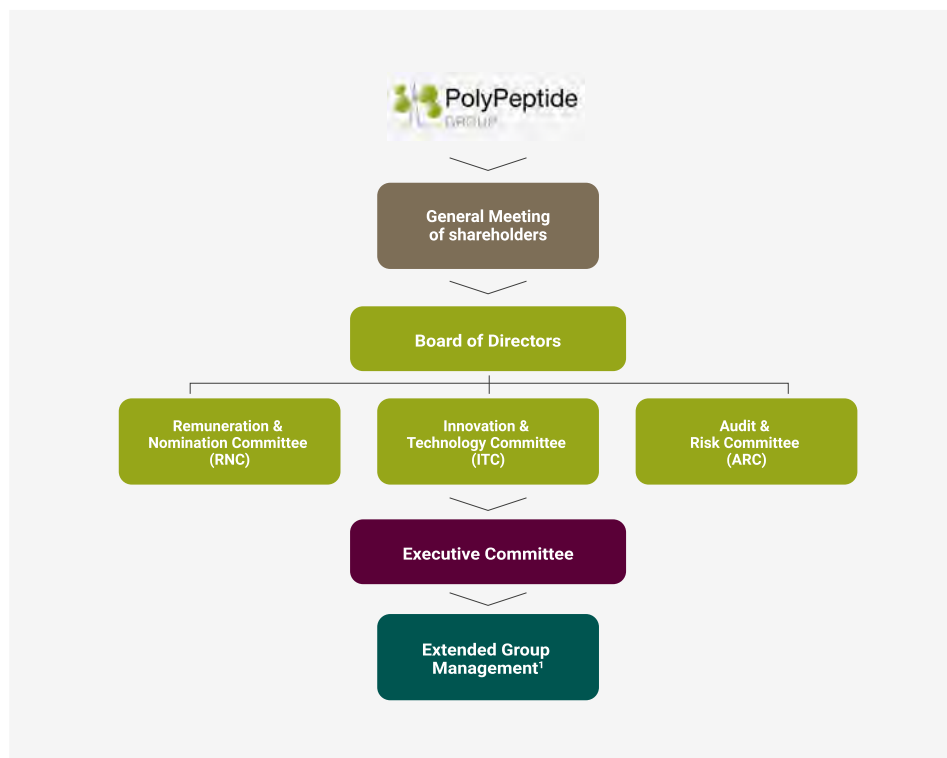 PolyPeptide
GROUP
General Meeting
of shareholders
Board of Directors
Remuneration &
Nomination Committee
(RNC)
Innovation &
Technology Committee
(ITC)
Audit &
Risk Committee
(ARC)
Executive Committee
Extended Group
Management¹